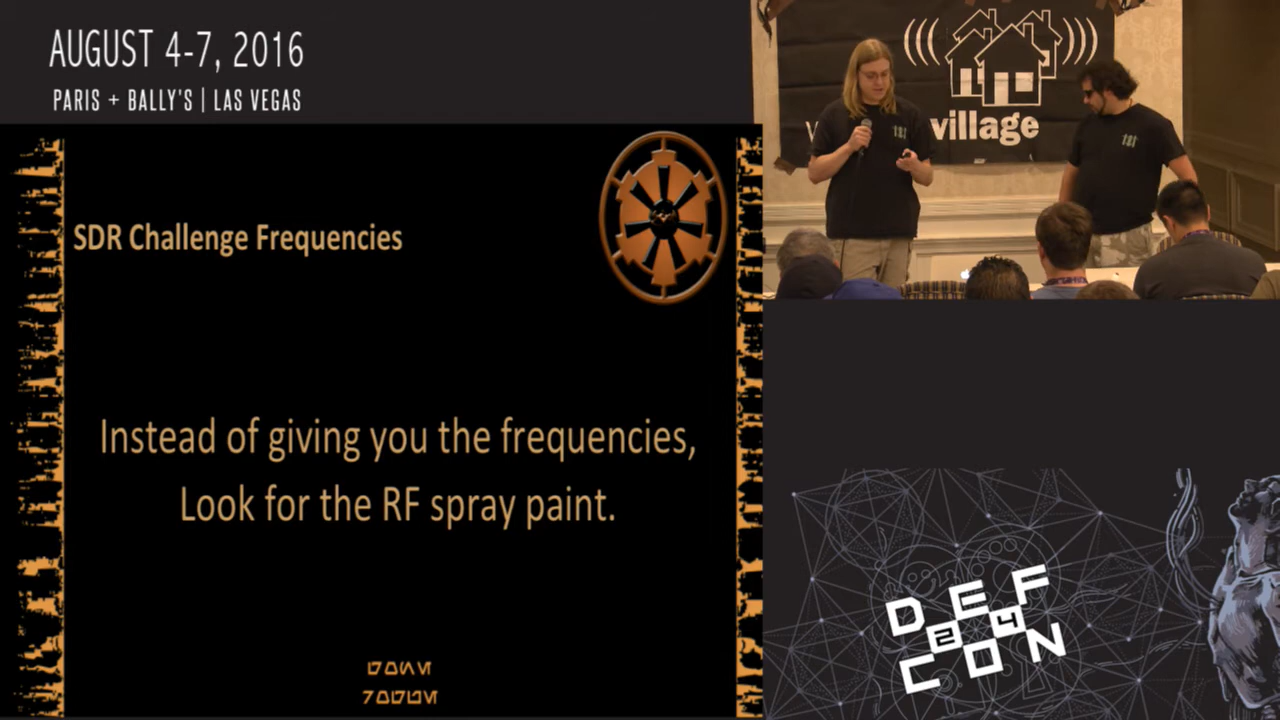 AUGUST 4-7, 2016
PARIS + BALLY'S | LAS VEGAS
village
SDR Challenge Frequencies
Instead of giving you the frequencies,
Look for the RF spray paint.
DEF
24
CON